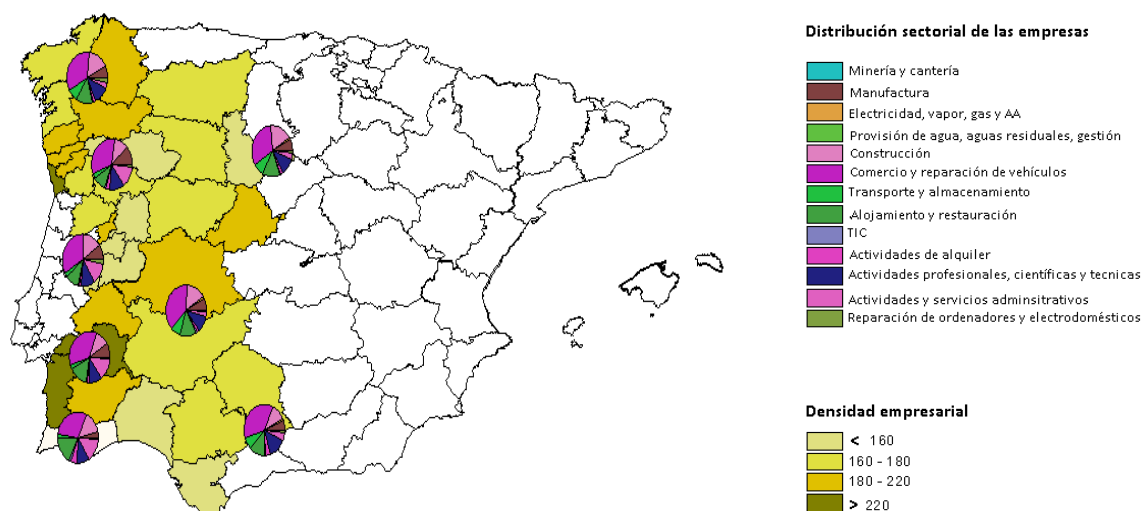 Distribución sectorial de las empresas
Minería y cantería
Manufactura
Electricidad, vapor, gas y AA
Provisión de agua, aguas residuales, gestión
Construcción
Comercio y reparación de vehículos
Transporte y almacenamiento
Alojamiento y restauración
TIC
Actividades de alquiler
Actividades profesionales, científicas y tecnicas
Actividades y servicios adminsitrativos
Reparación de ordenadores y electrodomésticos
Densidad empresarial
< 160
160 - 180
180 - 220
> 220